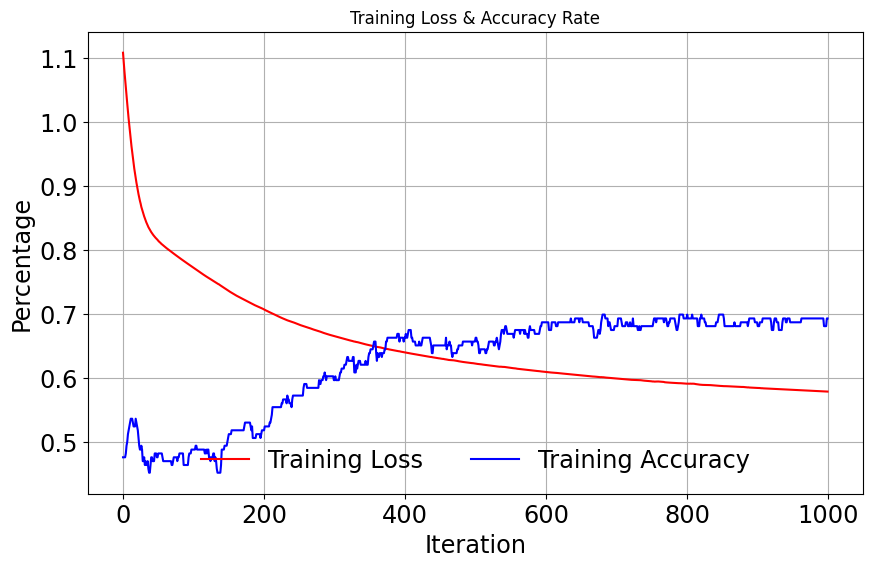 Training Loss & Accuracy Rate
Percentage
1.1
1.0
0.9
0.8
0.7
0.6
0.5
Training Loss Training Accuracy
0 200 400 600 800 1000
Iteration